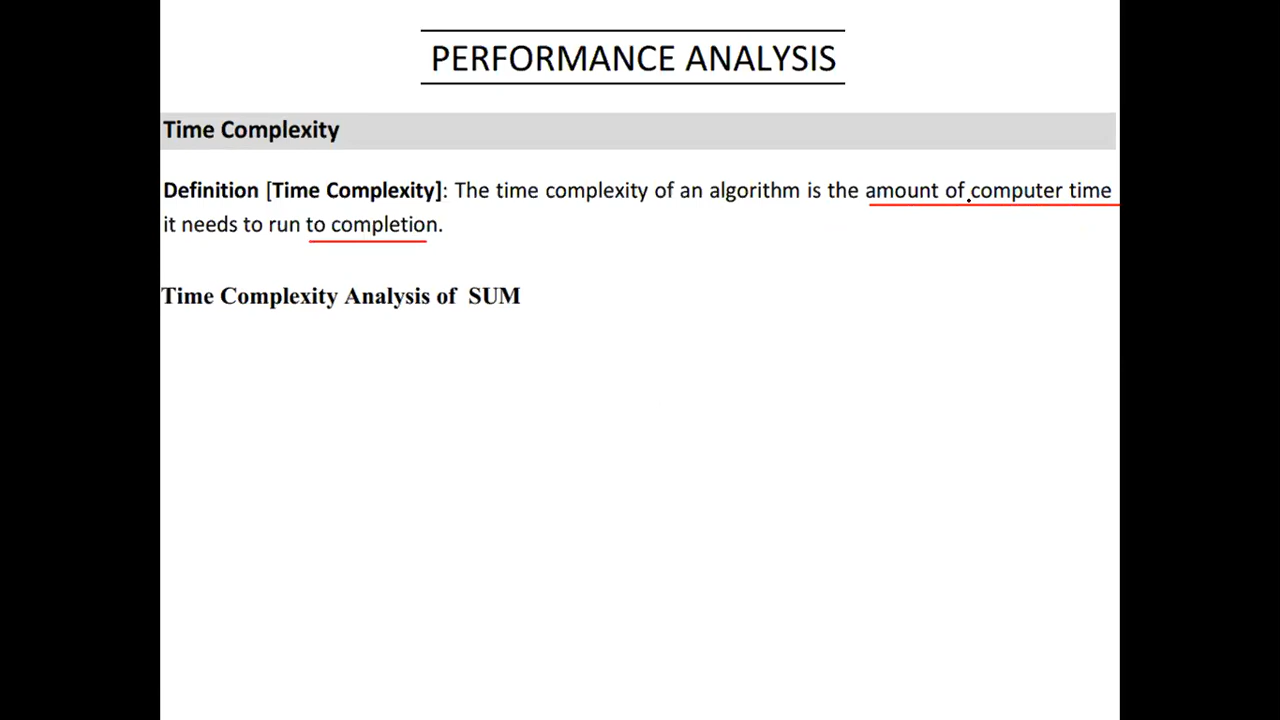 PERFORMANCE ANALYSIS
Time Complexity
Definition [Time Complexity]: The time complexity of an algorithm is the amount of computer time
it needs to run to completion.
Time Complexity Analysis of SUM